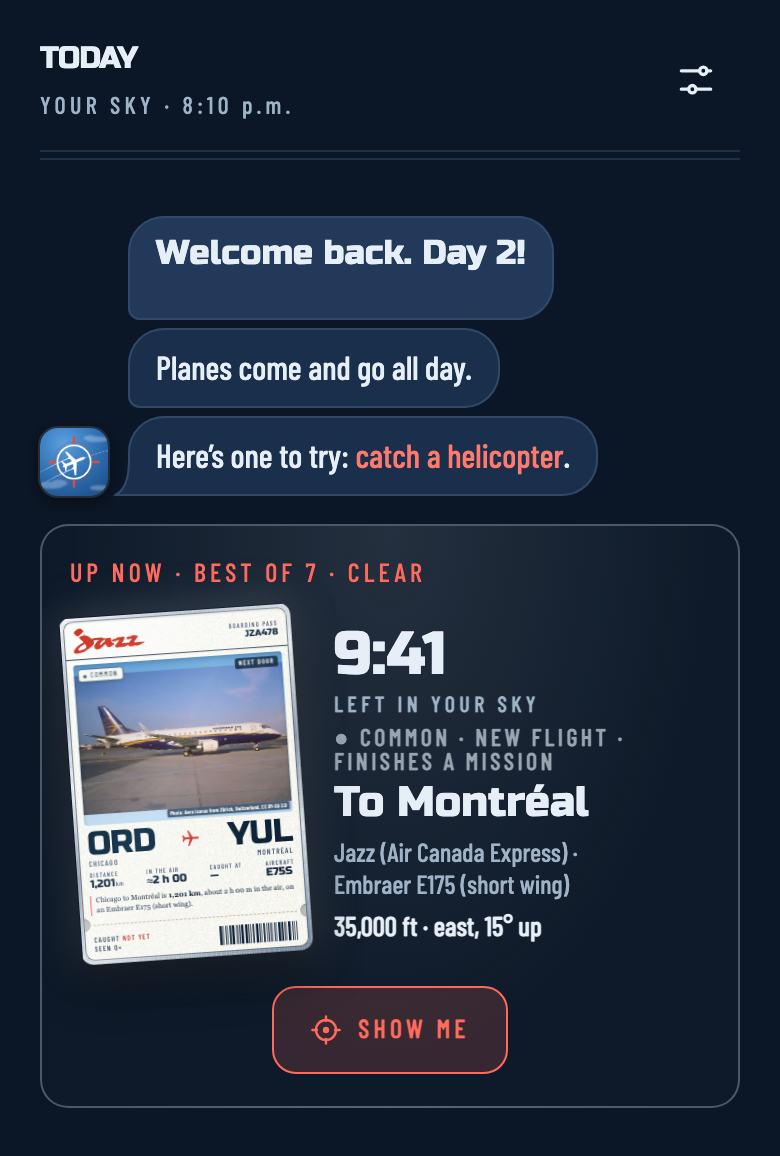 TODAY
YOUR SKY · 8:10 p.m.
Welcome back. Day 2!
Planes come and go all day.
Here's one to try: catch a helicopter.
UP NOW · BEST OF 7 · CLEAR
Jazz
BOARDING PASS
JZA478
● COMMON
NEXT DOOR
ORD ✈ YUL
CHICAGO
MONTRÉAL
DISTANCE
1,201km
IN THE AIR
≈2 h 00
CAUGHT AT
—
AIRCRAFT
E75S
Chicago to Montréal is 1,201 km, about 2 h 00 m in the air, on
an Embraer E175 (short wing).
CAUGHT NOT YET
SEEN 0×
9:41
LEFT IN YOUR SKY
● COMMON · NEW FLIGHT ·
FINISHES A MISSION
To Montréal
Jazz (Air Canada Express) ·
Embraer E175 (short wing)
35,000 ft · east, 15° up
SHOW ME